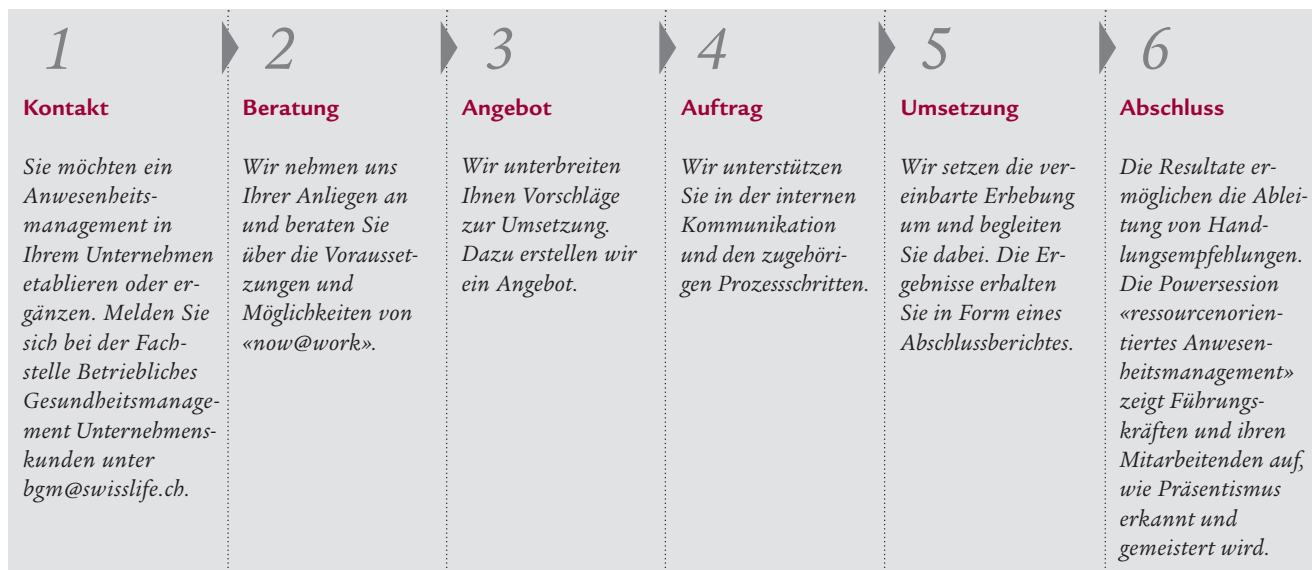 1
Kontakt
Sie möchten ein
Anwesenheits-
management in
Ihrem Unternehmen
etablieren oder er-
gänzen. Melden Sie
sich bei der Fach-
stelle Betriebliches
Gesundheitsmanage-
ment Unternehmens-
kunden unter
bgm@swisslife.ch.
2
Beratung
Wir nehmen uns
Ihrer Anliegen an
und beraten Sie
über die Vorausset-
zungen und
Möglichkeiten von
«now@work».
3
Angebot
Wir unterbreiten
Ihnen Vorschläge
zur Umsetzung.
Dazu erstellen wir
ein Angebot.
4
Auftrag
Wir unterstützen
Sie in der internen
Kommunikation
und den zugehöri-
gen Prozessschritten.
5
Umsetzung
Wir setzen die ver-
einbarte Erhebung
um und begleiten
Sie dabei. Die Er-
gebnisse erhalten
Sie in Form eines
Abschlussberichtes.
6
Abschluss
Die Resultate er-
möglichen die Ablei-
tung von Hand-
lungsempfehlungen.
Die Powersession
«ressourcenorien-
tiertes Anwesen-
heitsmanagement»
zeigt Führungs-
kräften und ihren
Mitarbeitenden auf,
wie Präsentismus
erkannt und
gemeistert wird.